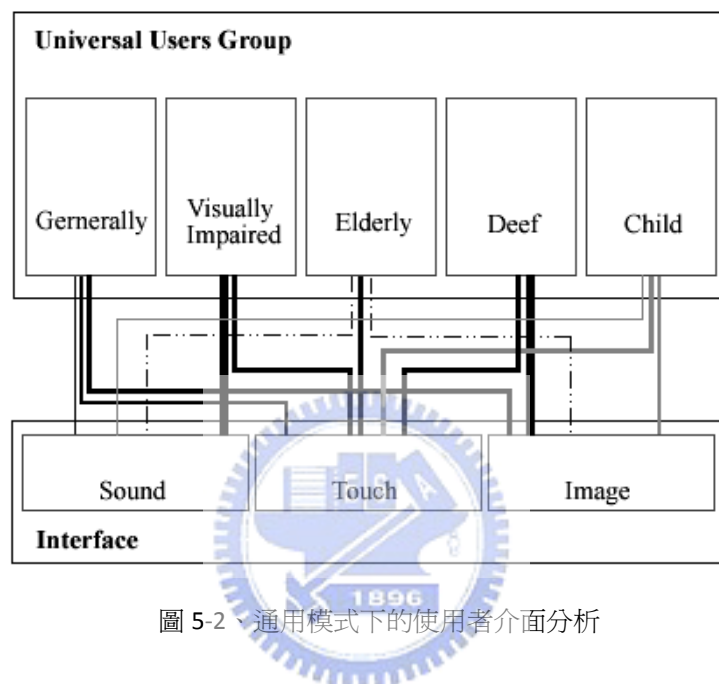 Universal Users Group
Gernerally
Visually
Impaired
Elderly
Deef
Child
Sound
Touch
Image
Interface
1896
圖 5-2、通用模式下的使用者介面分析